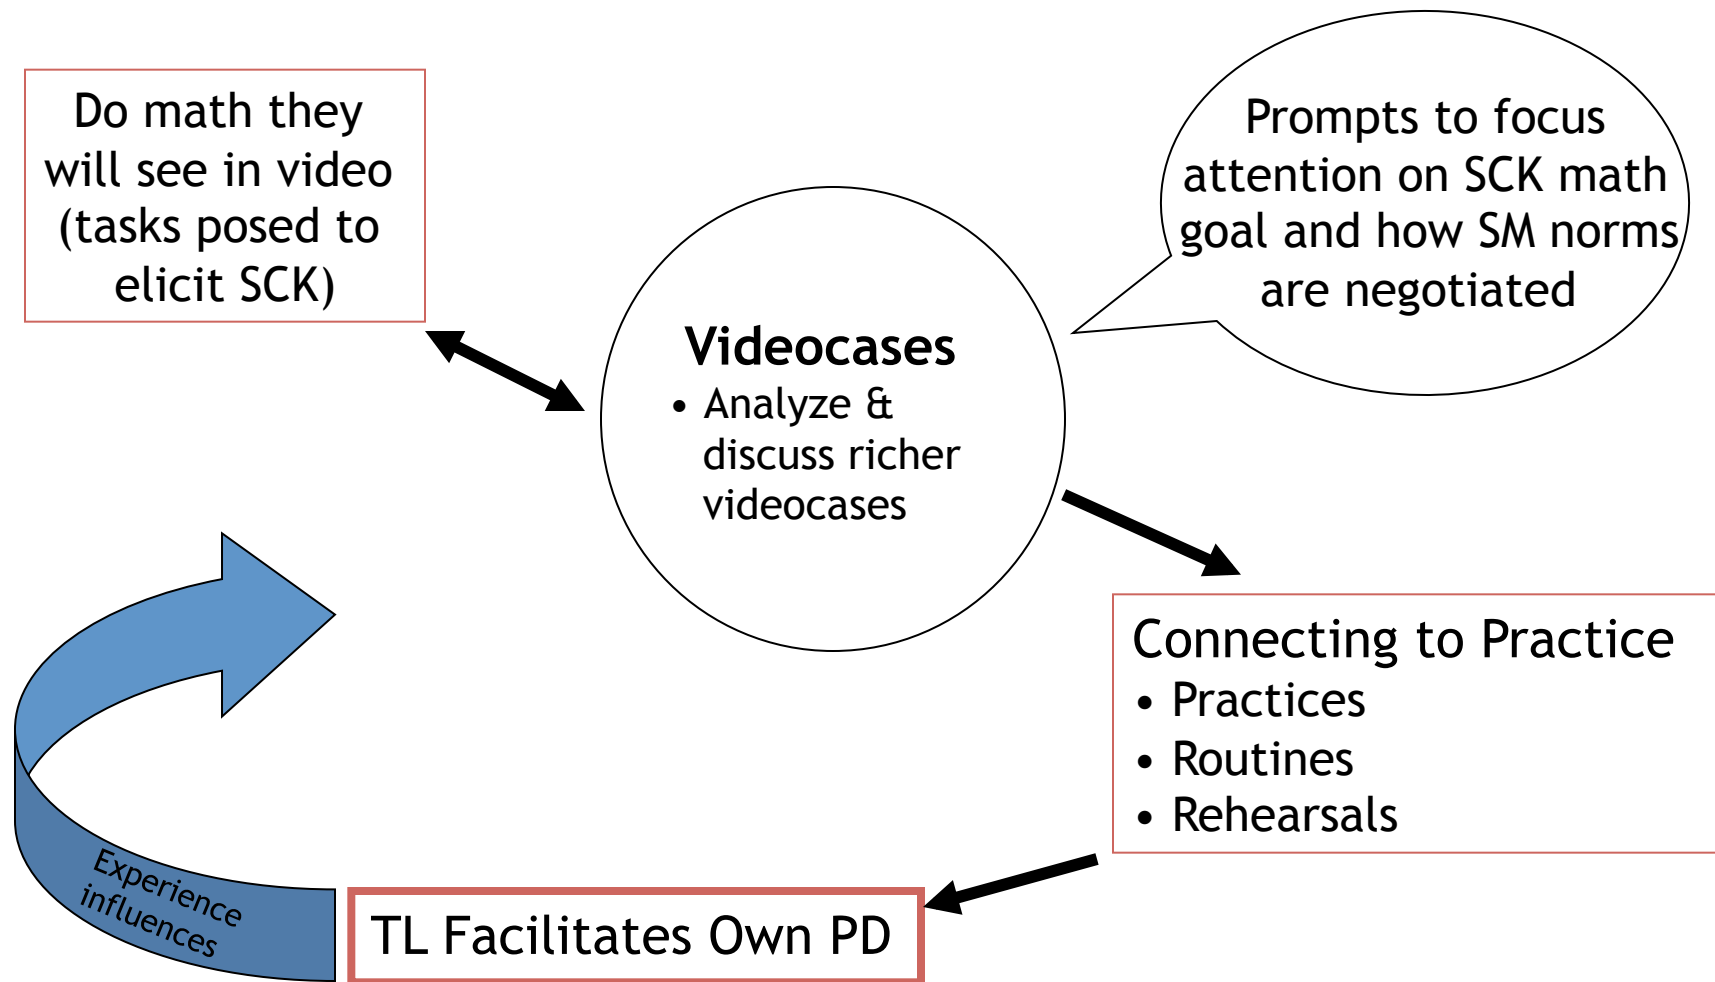 Do math they
will see in video
(tasks posed to
elicit SCK)
Prompts to focus
attention on SCK math
goal and how SM norms
are negotiated
Videocases
• Analyze &
discuss richer
videocases
Connecting to Practice
• Practices
• Routines
• Rehearsals
Experience
influences
TL Facilitates Own PD